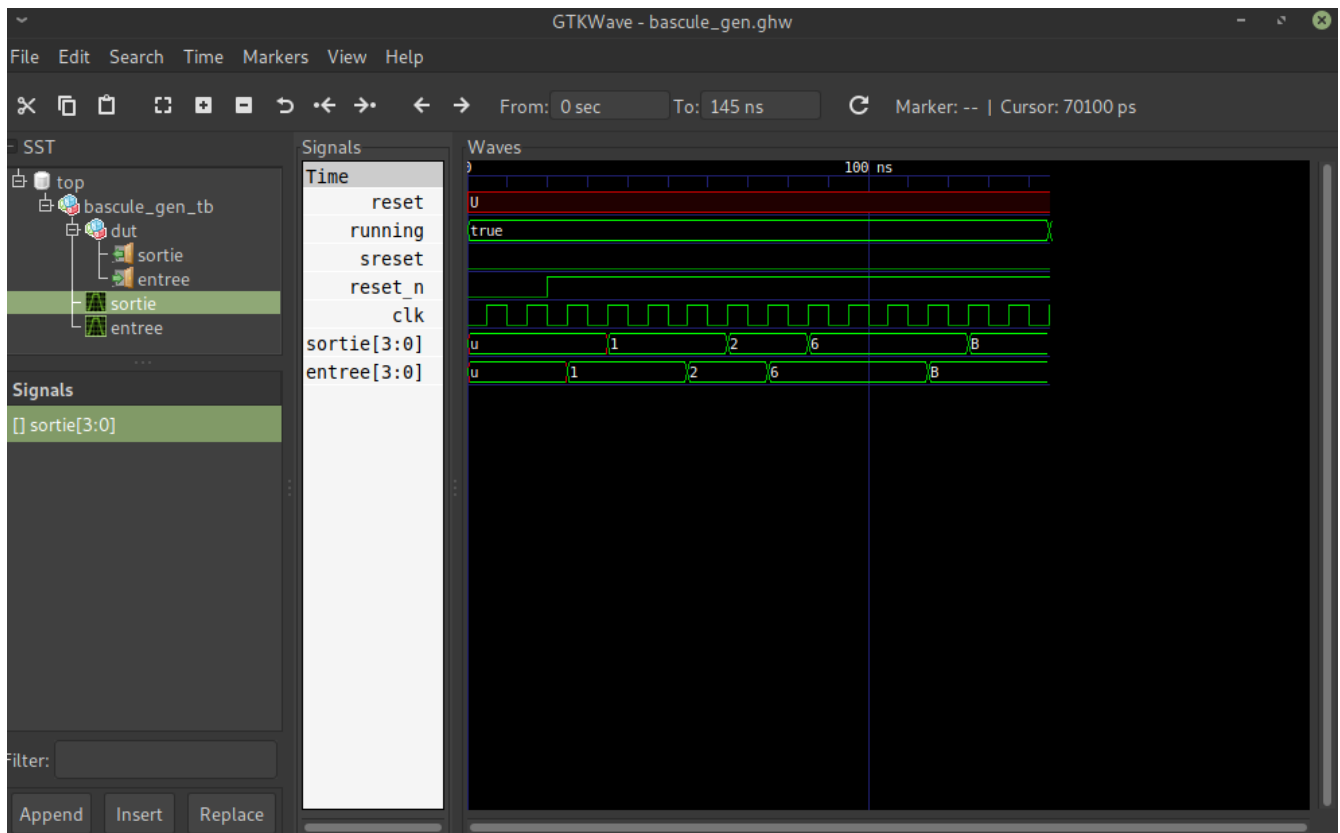 GTKWave - bascule_gen.ghw
File Edit Search Time Markers View Help
From: 0 sec To: 145 ns Marker: -- | Cursor: 70100 ps
SST
top
bascule_gen_tb
dut
sortie
entree
sortie
entree
Signals
[] sortie[3:0]
Filter:
Append Insert Replace
Signals
Time
reset
running
sreset
reset_n
clk
sortie[3:0]
entree[3:0]
Waves
0 100 ns
U
true
u 1 2 6 B
u 1 2 6 B